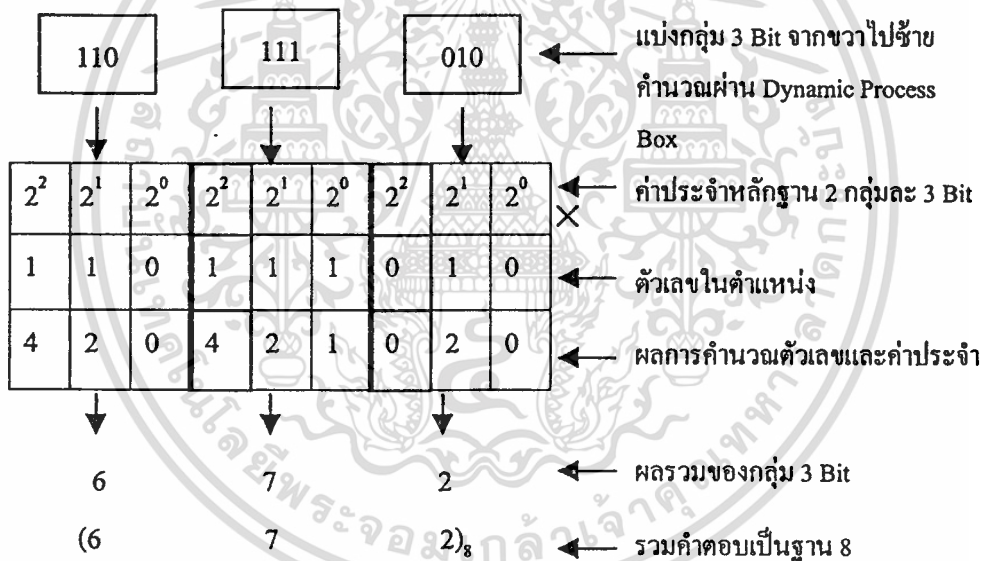 110 111 010
แบ่งกลุ่ม 3 Bit จากขวาไปซ้าย
คำนวณผ่าน Dynamic Process
Box
2² 2¹ 2⁰ 2² 2¹ 2⁰ 2² 2¹ 2⁰ ×
ค่าประจำหลักฐาน 2 กลุ่มละ 3 Bit
1 1 0 1 1 1 0 1 0
ตัวเลขในตำแหน่ง
4 2 0 4 2 1 0 2 0
ผลการคำนวณตัวเลขและค่าประจำ
6 7 2
ผลรวมของกลุ่ม 3 Bit
(6 7 2)₈
รวมคำตอบเป็นฐาน 8